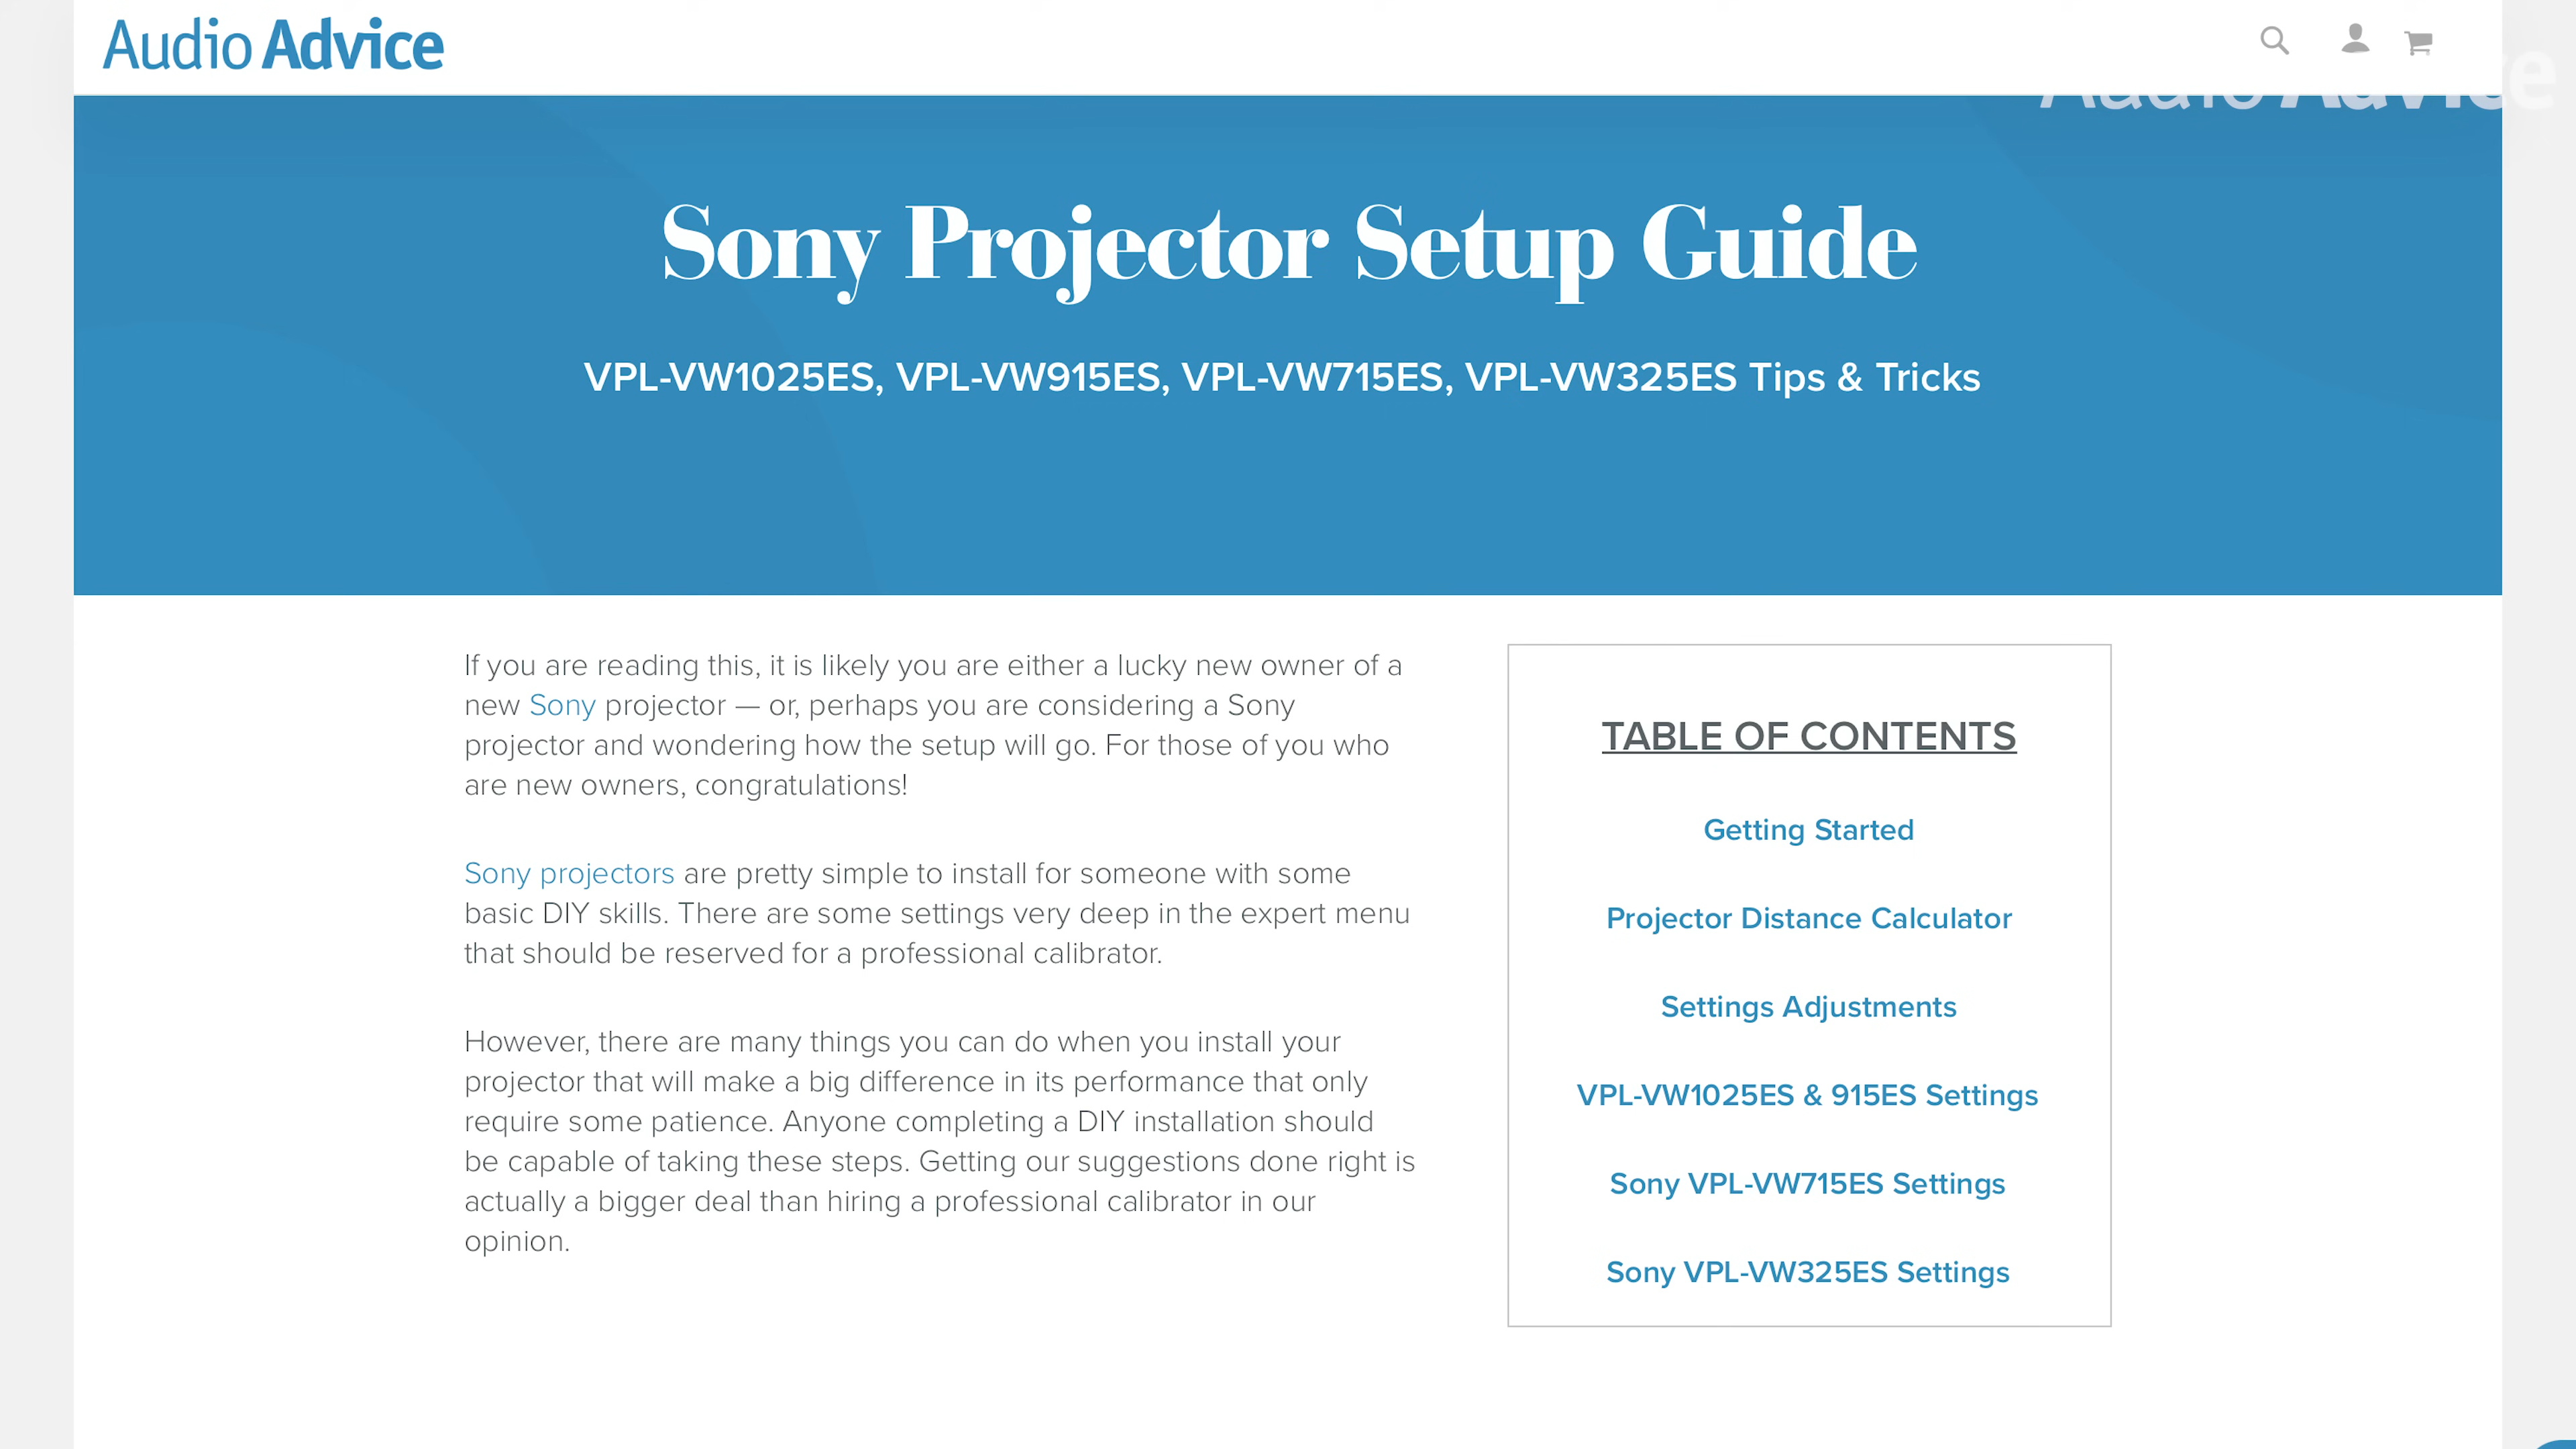 Audio Advice
Audio Advice
Sony Projector Setup Guide
VPL-VW1025ES, VPL-VW915ES, VPL-VW715ES, VPL-VW325ES Tips & Tricks
If you are reading this, it is likely you are either a lucky new owner of a
new Sony projector — or, perhaps you are considering a Sony
projector and wondering how the setup will go. For those of you who
are new owners, congratulations!
Sony projectors are pretty simple to install for someone with some
basic DIY skills. There are some settings very deep in the expert menu
that should be reserved for a professional calibrator.
However, there are many things you can do when you install your
projector that will make a big difference in its performance that only
require some patience. Anyone completing a DIY installation should
be capable of taking these steps. Getting our suggestions done right is
actually a bigger deal than hiring a professional calibrator in our
opinion.
TABLE OF CONTENTS
Getting Started
Projector Distance Calculator
Settings Adjustments
VPL-VW1025ES & 915ES Settings
Sony VPL-VW715ES Settings
Sony VPL-VW325ES Settings